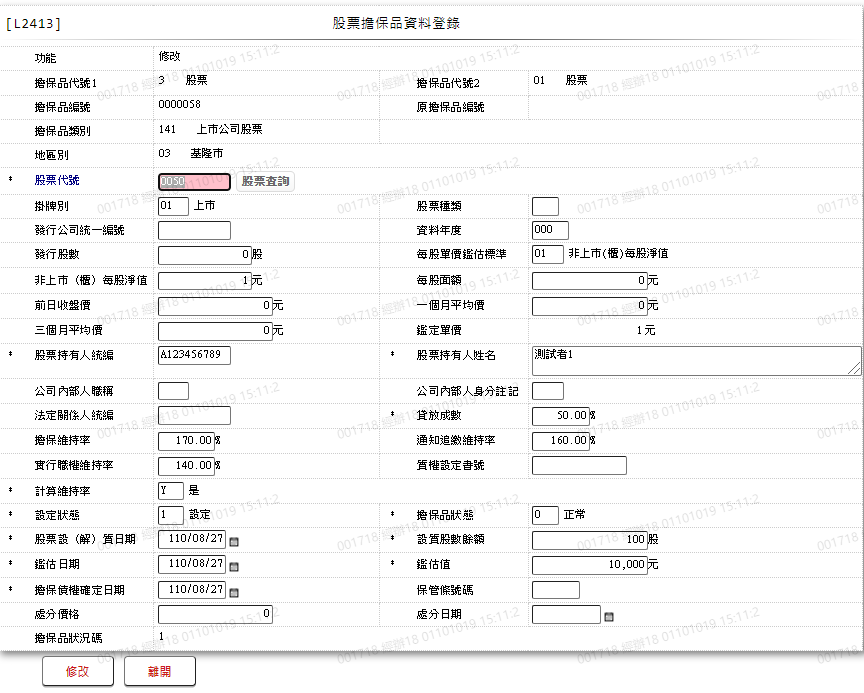 [L2413] 股票擔保品資料登錄
功能 修改
擔保品代號1 3 股票 擔保品代號2 01 股票
擔保品編號 0000058 原擔保品編號
擔保品類別 141 上市公司股票
地區別 03 基隆市
* 股票代號 0050 股票查詢
掛牌別 01 上市 股票種類
發行公司統一編號 資料年度 000
發行股數 0股 每股單價鑑估標準 01 非上市(櫃)每股淨值
非上市（櫃）每股淨值 1元 每股面額 0元
前日收盤價 0元 一個月平均價 0元
三個月平均價 0元 鑑定單價 1元
* 股票持有人統編 A123456789 * 股票持有人姓名 測試者1
公司內部人職稱 公司內部人身分註記
法定關係人統編 * 貸放成數 50.00%
擔保維持率 170.00% 通知追繳維持率 160.00%
實行職權維持率 140.00% 質權設定書號
* 計算維持率 Y 是
* 設定狀態 1 設定 * 擔保品狀態 0 正常
* 股票設（解）質日期 110/08/27 * 設質股數餘額 100股
* 鑑估日期 110/08/27 * 鑑估值 10,000元
* 擔保債權確定日期 110/08/27 保管條號碼
處分價格 0 處分日期
擔保品狀況碼 1
修改 離開
001718 經辦18 01101019 15:11:2